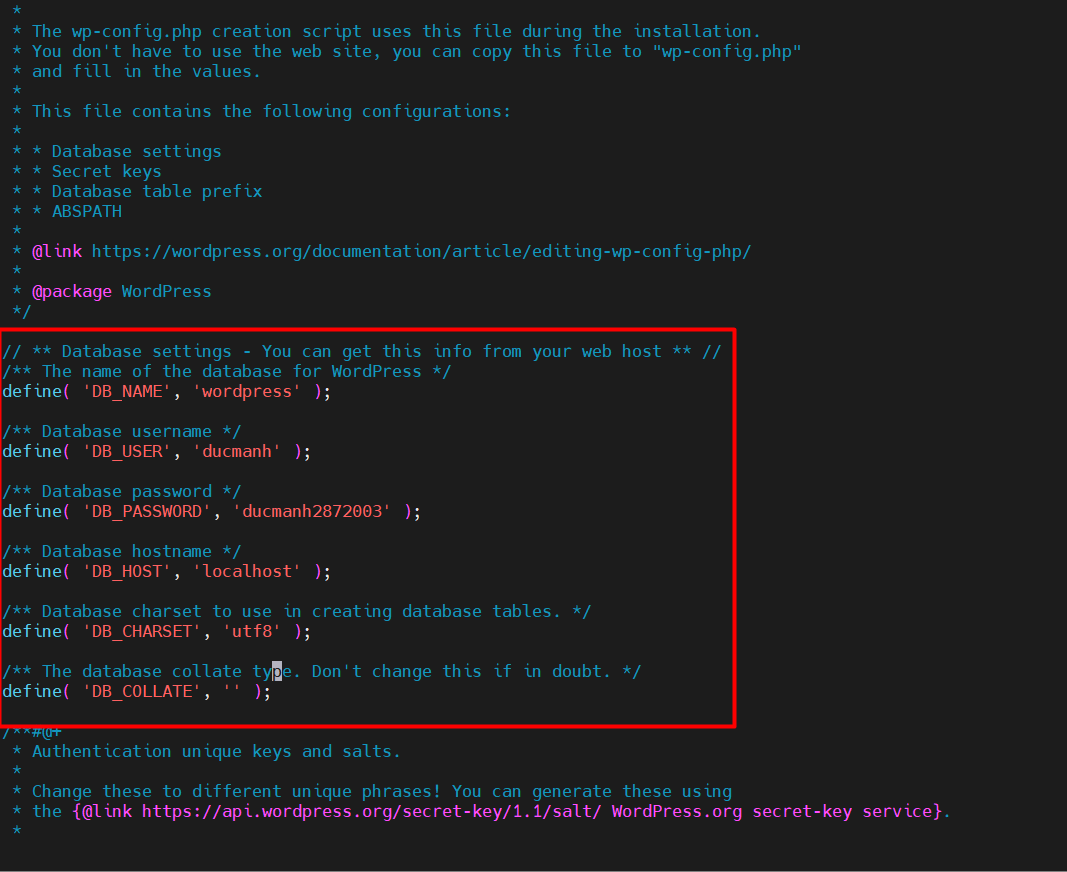 *
* The wp-config.php creation script uses this file during the installation.
* You don't have to use the web site, you can copy this file to "wp-config.php"
* and fill in the values.
*
* This file contains the following configurations:
*
* * Database settings
* * Secret keys
* * Database table prefix
* * ABSPATH
*
* @link https://wordpress.org/documentation/article/editing-wp-config-php/
*
* @package WordPress
*/
// ** Database settings - You can get this info from your web host ** //
/** The name of the database for WordPress */
define( 'DB_NAME', 'wordpress' );
/** Database username */
define( 'DB_USER', 'ducmanh' );
/** Database password */
define( 'DB_PASSWORD', 'ducmanh2872003' );
/** Database hostname */
define( 'DB_HOST', 'localhost' );
/** Database charset to use in creating database tables. */
define( 'DB_CHARSET', 'utf8' );
/** The database collate type. Don't change this if in doubt. */
define( 'DB_COLLATE', '' );
/**#@+
* Authentication unique keys and salts.
*
* Change these to different unique phrases! You can generate these using
* the {@link https://api.wordpress.org/secret-key/1.1/salt/ WordPress.org secret-key service}.
*